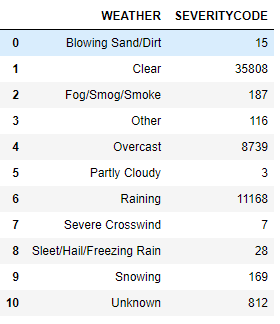 WEATHER SEVERITYCODE
0 Blowing Sand/Dirt 15
1 Clear 35808
2 Fog/Smog/Smoke 187
3 Other 116
4 Overcast 8739
5 Partly Cloudy 3
6 Raining 11168
7 Severe Crosswind 7
8 Sleet/Hail/Freezing Rain 28
9 Snowing 169
10 Unknown 812